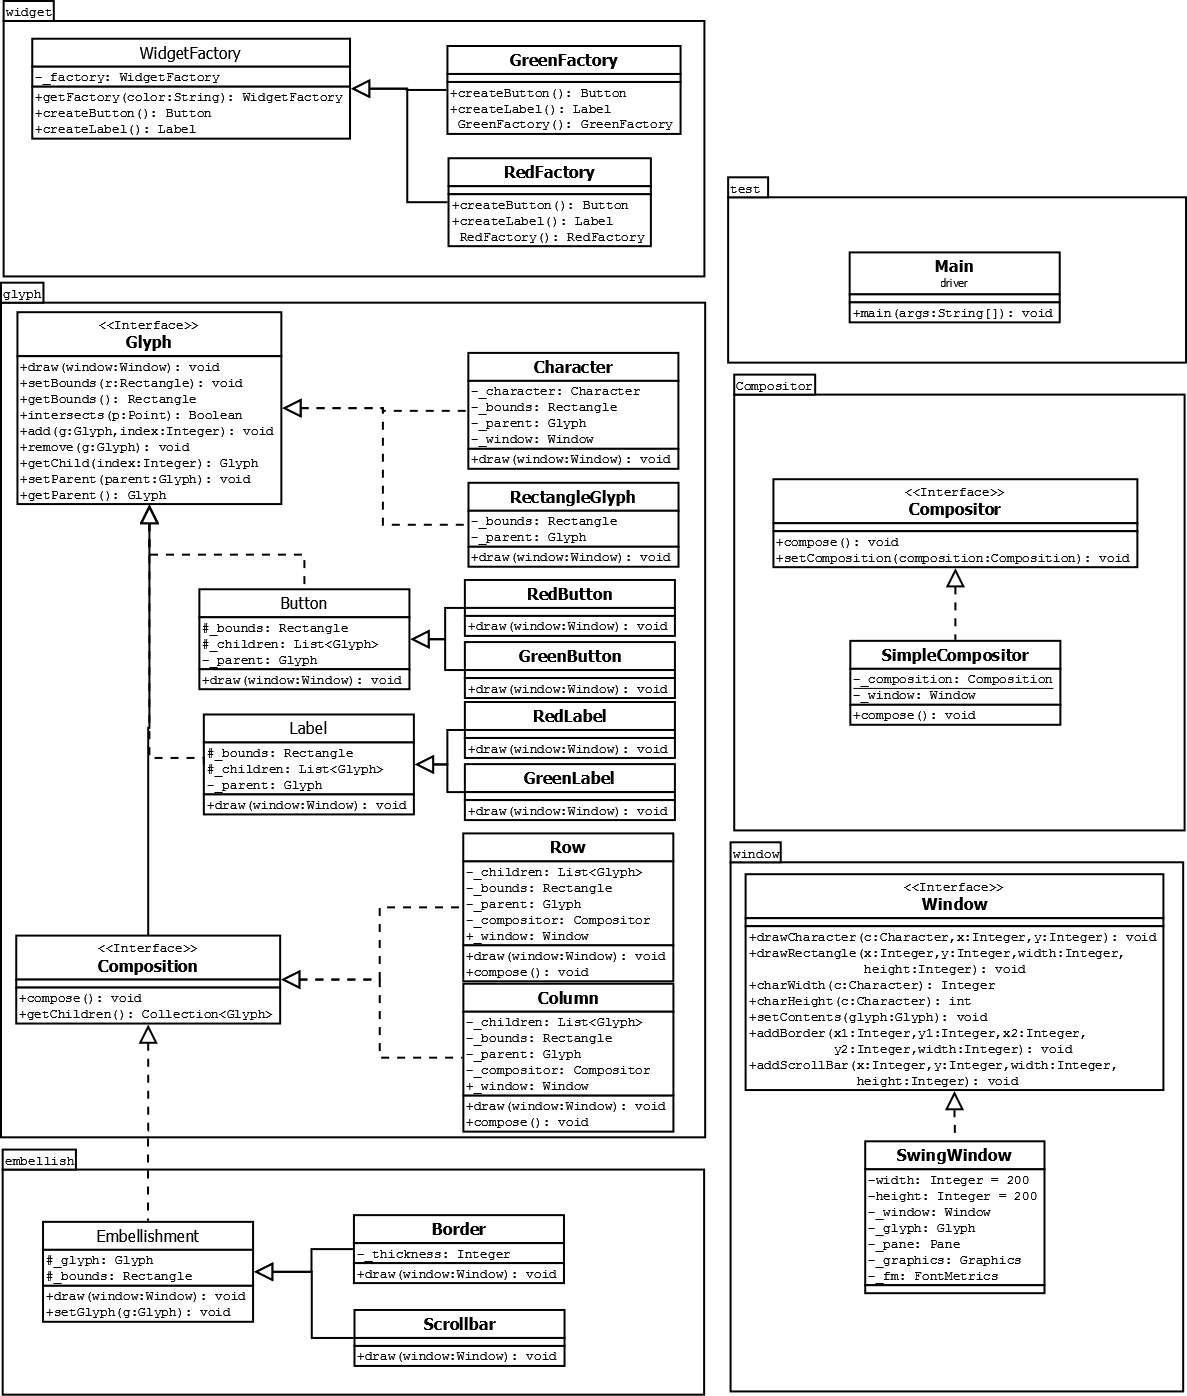 widget
WidgetFactory
-_factory: WidgetFactory
+getFactory(color:String): WidgetFactory
+createButton(): Button
+createLabel(): Label
GreenFactory
+createButton(): Button
+createLabel(): Label
GreenFactory(): GreenFactory
RedFactory
+createButton(): Button
+createLabel(): Label
RedFactory(): RedFactory
glyph
<<Interface>>
Glyph
+draw(window:Window): void
+setBounds(r:Rectangle): void
+getBounds(): Rectangle
+intersects(p:Point): Boolean
+add(g:Glyph,index:Integer): void
+remove(g:Glyph): void
+getChild(index:Integer): Glyph
+setParent(parent:Glyph): void
+getParent(): Glyph
Character
-_character: Character
-_bounds: Rectangle
-_parent: Glyph
-_window: Window
+draw(window:Window): void
RectangleGlyph
-_bounds: Rectangle
-_parent: Glyph
+draw(window:Window): void
Button
#_bounds: Rectangle
#_children: List<Glyph>
-_parent: Glyph
+draw(window:Window): void
RedButton
+draw(window:Window): void
GreenButton
+draw(window:Window): void
Label
#_bounds: Rectangle
#_children: List<Glyph>
-_parent: Glyph
+draw(window:Window): void
RedLabel
+draw(window:Window): void
GreenLabel
+draw(window:Window): void
Row
-_children: List<Glyph>
-_bounds: Rectangle
-_parent: Glyph
-_compositor: Compositor
+_window: Window
+draw(window:Window): void
+compose(): void
<<Interface>>
Composition
+compose(): void
+getChildren(): Collection<Glyph>
Column
-_children: List<Glyph>
-_bounds: Rectangle
-_parent: Glyph
-_compositor: Compositor
+_window: Window
+draw(window:Window): void
+compose(): void
embellish
Embellishment
#_glyph: Glyph
#_bounds: Rectangle
+draw(window:Window): void
+setGlyph(g:Glyph): void
Border
-_thickness: Integer
+draw(window:Window): void
Scrollbar
+draw(window:Window): void
test
Main
driver
+main(args:String[]): void
Compositor
<<Interface>>
Compositor
+compose(): void
+setComposition(composition:Composition): void
SimpleCompositor
-_composition: Composition
-_window: Window
+compose(): void
window
<<Interface>>
Window
+drawCharacter(c:Character,x:Integer,y:Integer): void
+drawRectangle(x:Integer,y:Integer,width:Integer,
height:Integer): void
+charWidth(c:Character): Integer
+charHeight(c:Character): int
+setContents(glyph:Glyph): void
+addBorder(x1:Integer,y1:Integer,x2:Integer,
y2:Integer,width:Integer): void
+addScrollBar(x:Integer,y:Integer,width:Integer,
height:Integer): void
SwingWindow
-width: Integer = 200
-height: Integer = 200
-_window: Window
-_glyph: Glyph
-_pane: Pane
-_graphics: Graphics
-_fm: FontMetrics